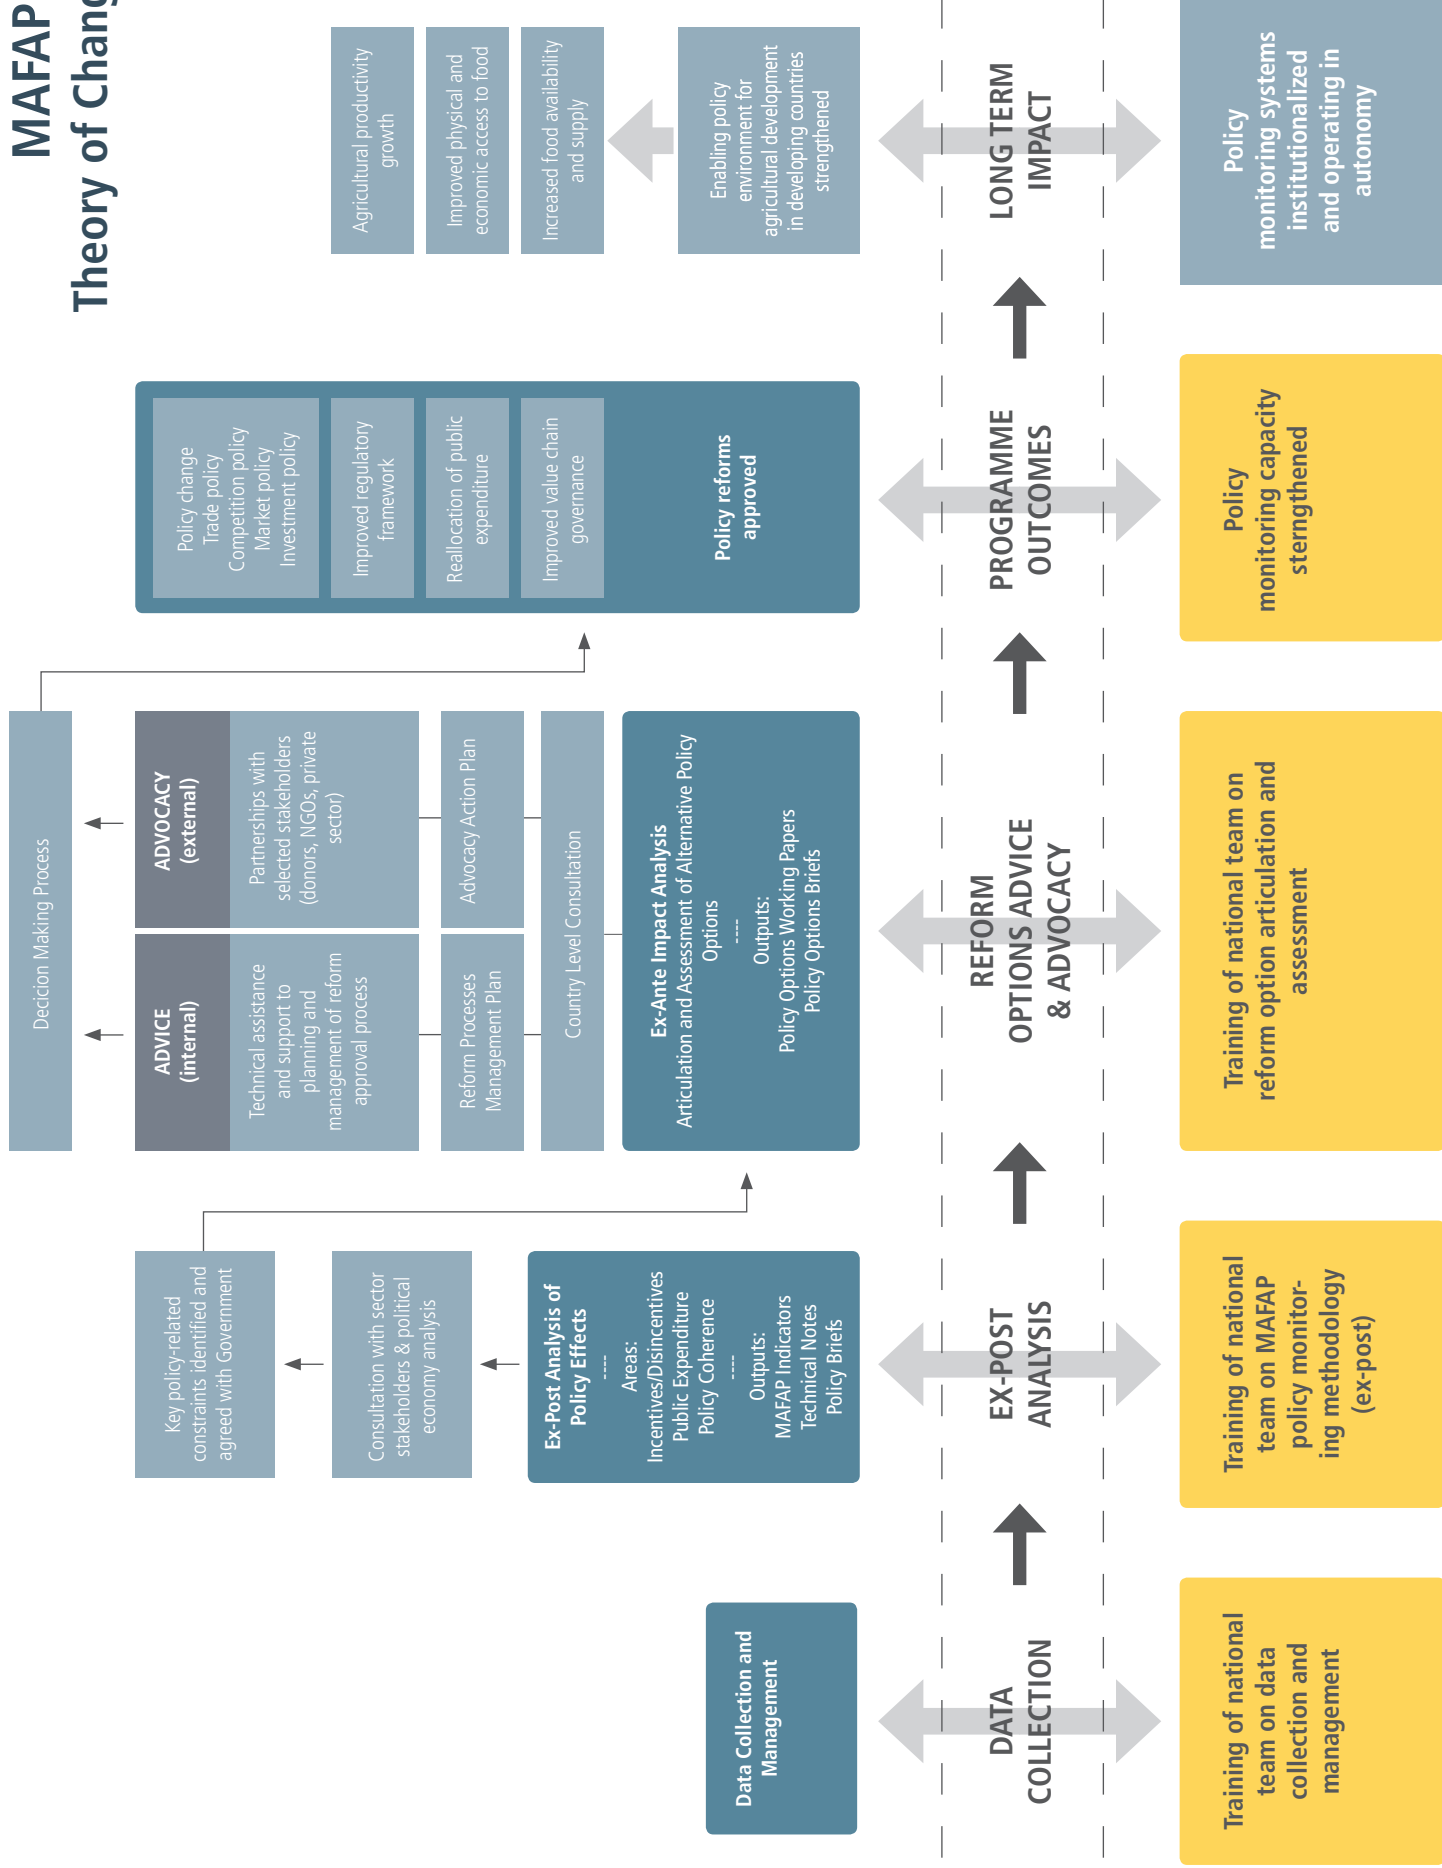 MAFAP
Theory of Chang
Data Collection and
Management
Key policy-related
constraints identified and
agreed with Government
Consultation with sector
stakeholders & political
economy analysis
Ex-Post Analysis of
Policy Effects
----
Areas:
Incentives/Disincentives
Public Expenditure
Policy Coherence
----
Outputs:
MAFAP Indicators
Technical Notes
Policy Briefs
Decicion Making Process
ADVICE
(internal)
Technical assistance
and support to
planning and
management of reform
approval process
Reform Processes
Management Plan
ADVOCACY
(external)
Partnerships with
selected stakeholders
(donors, NGOs, private
sector)
Advocacy Action Plan
Country Level Consultation
Ex-Ante Impact Analysis
Articulation and Assessment of Alternative Policy
Options
----
Outputs:
Policy Options Working Papers
Policy Options Briefs
Policy change
Trade policy
Competition policy
Market policy
Investment policy
Improved regulatory
framework
Reallocation of public
expenditure
Improved value chain
governance
Policy reforms
approved
Agricultural productivity
growth
Improved physical and
economic access to food
Increased food availability
and supply
Enabling policy
environment for
agricultural development
in developing countries
strengthened
DATA
COLLECTION
EX-POST
ANALYSIS
REFORM
OPTIONS ADVICE
& ADVOCACY
PROGRAMME
OUTCOMES
LONG TERM
IMPACT
Training of national
team on data
collection and
management
Training of national
team on MAFAP
policy monitor-
ing methodology
(ex-post)
Training of national team on
reform option articulation and
assessment
Policy
monitoring capacity
sterngthened
Policy
monitoring systems
institutionalized
and operating in
autonomy